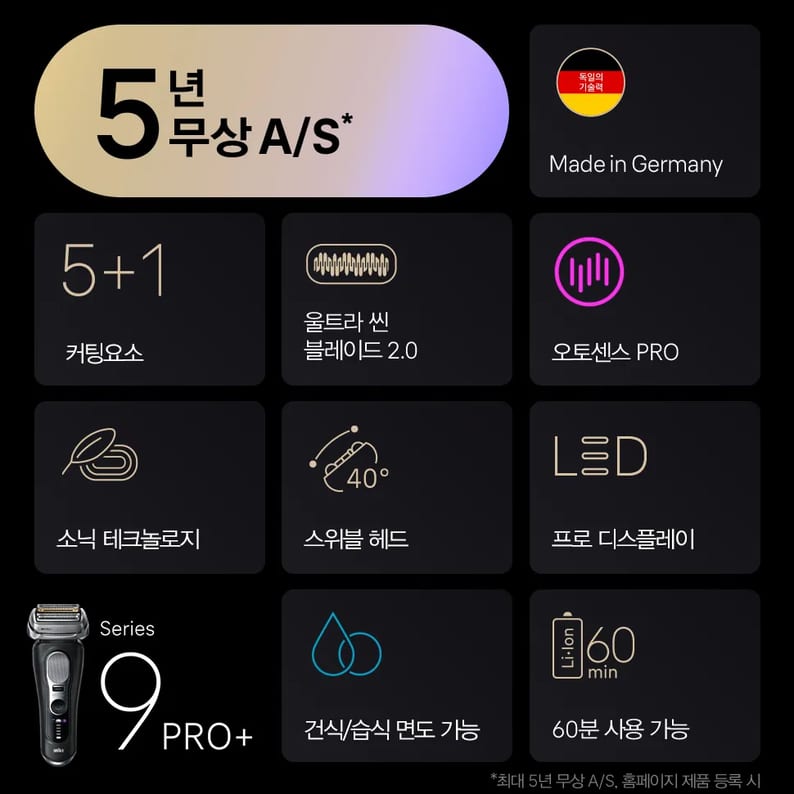 5년
무상 A/S*
독일의
기술력
Made in Germany
5+1
커팅요소
울트라 씬
블레이드 2.0
오토센스 PRO
소닉 테크놀로지
40°
스위블 헤드
LED
프로 디스플레이
Series
9 PRO+
BRAUN
건식/습식 면도 가능
Li-Ion
60
min
60분 사용 가능
*최대 5년 무상 A/S, 홈페이지 제품 등록 시